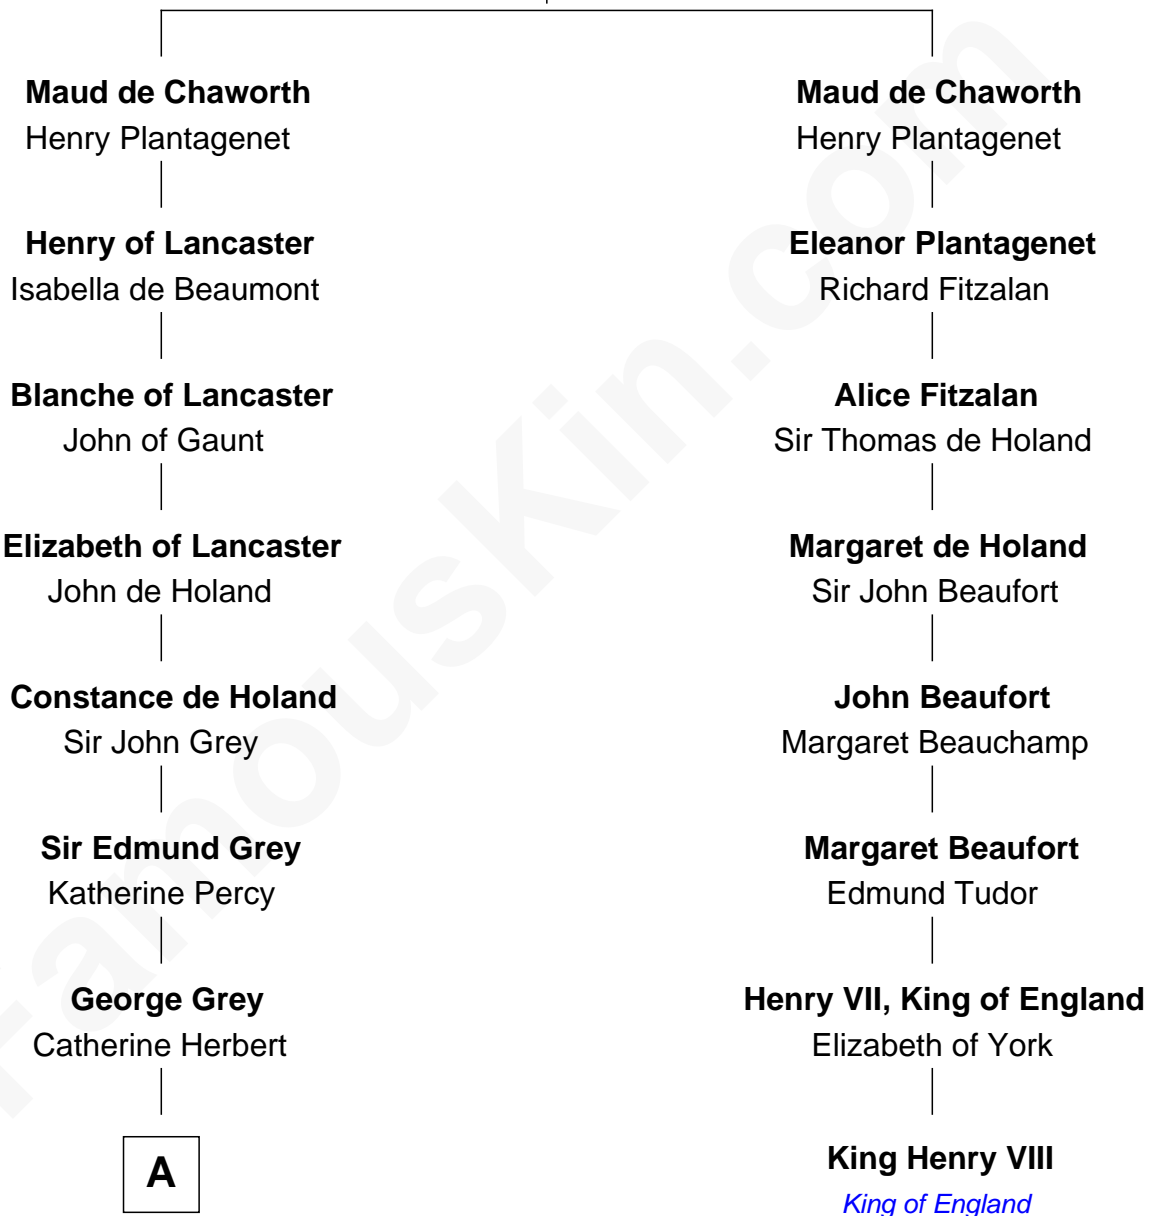 Maud de Chaworth
Henry Plantagenet
Henry of Lancaster
Isabella de Beaumont
Blanche of Lancaster
John of Gaunt
Elizabeth of Lancaster
John de Holand
Constance de Holand
Sir John Grey
Sir Edmund Grey
Katherine Percy
George Grey
Catherine Herbert
A
Maud de Chaworth
Henry Plantagenet
Eleanor Plantagenet
Richard Fitzalan
Alice Fitzalan
Sir Thomas de Holand
Margaret de Holand
Sir John Beaufort
John Beaufort
Margaret Beauchamp
Margaret Beaufort
Edmund Tudor
Henry VII, King of England
Elizabeth of York
King Henry VIII
King of England
FamousKin.com